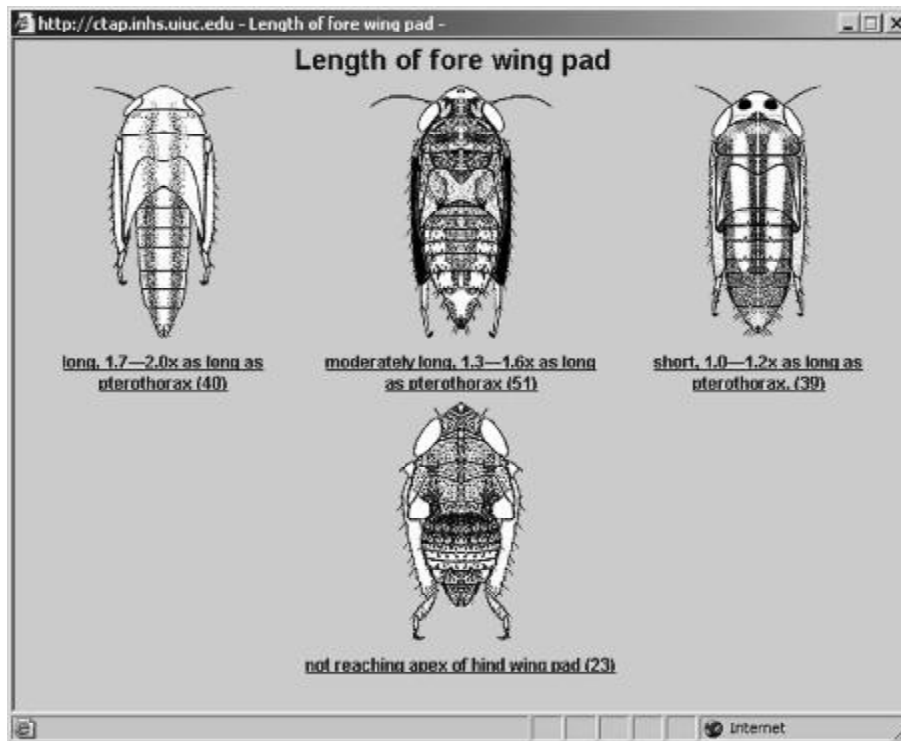 http://ctap.inhs.uiuc.edu - Length of fore wing pad -
Length of fore wing pad
long, 1.7—2.0x as long as
pterothorax (40)
moderately long, 1.3—1.6x as long
as pterothorax (51)
short, 1.0—1.2x as long as
pterothorax. (39)
not reaching apex of hind wing pad (23)
Internet